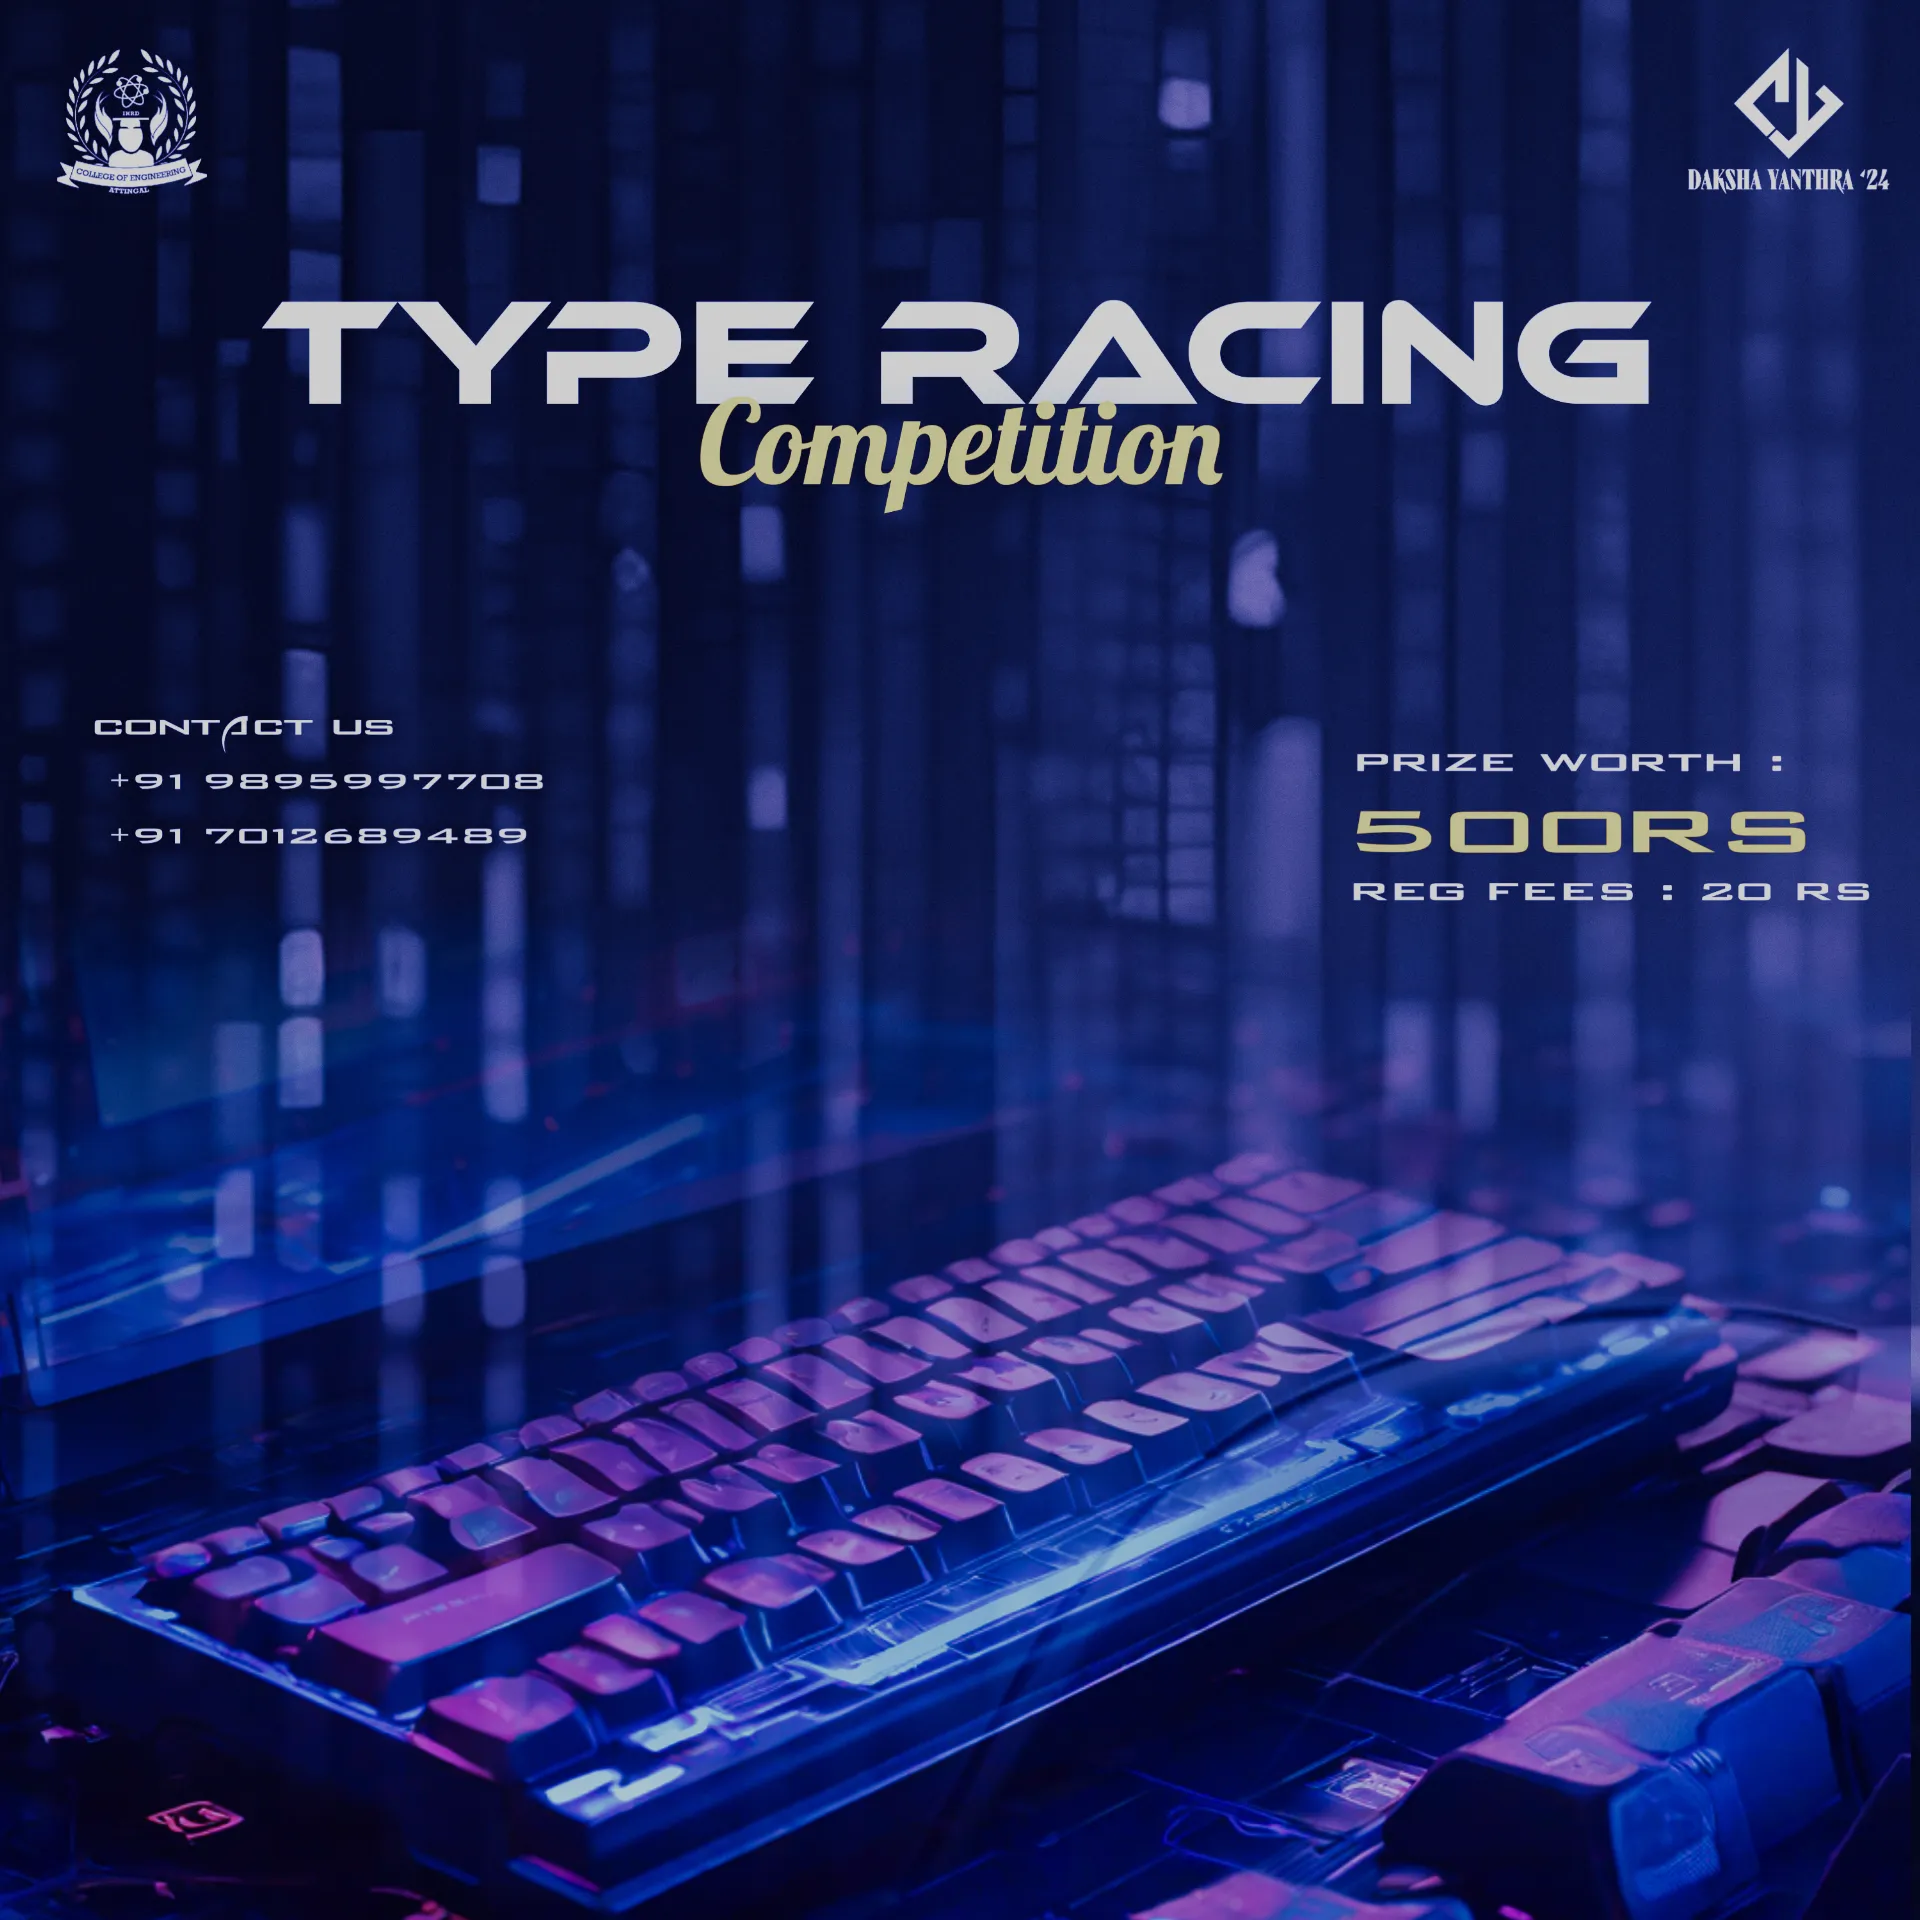 IHRD
COLLEGE OF ENGINEERING
ATTINGAL
DAKSHA YANTHRA '24
TYPE RACING
Competition
CONTACT US
+91 9895997708
+91 7012689489
PRIZE WORTH :
500RS
REG FEES : 20 RS